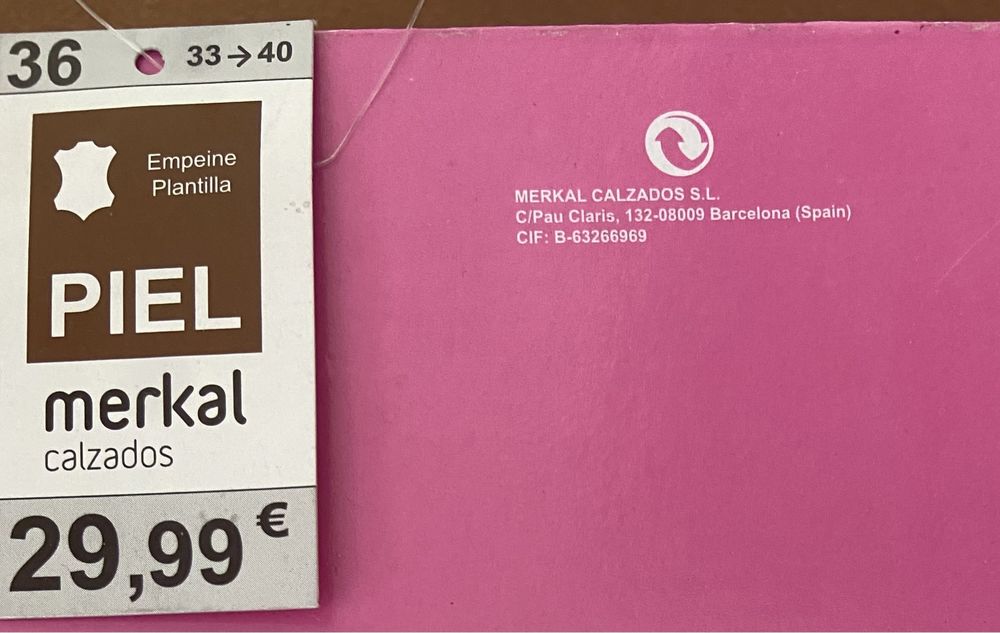 36 33→40
Empeine
Plantilla
PIEL
merkal
calzados
29,99 €
MERKAL CALZADOS S.L.
C/Pau Claris, 132-08009 Barcelona (Spain)
CIF: B-63266969